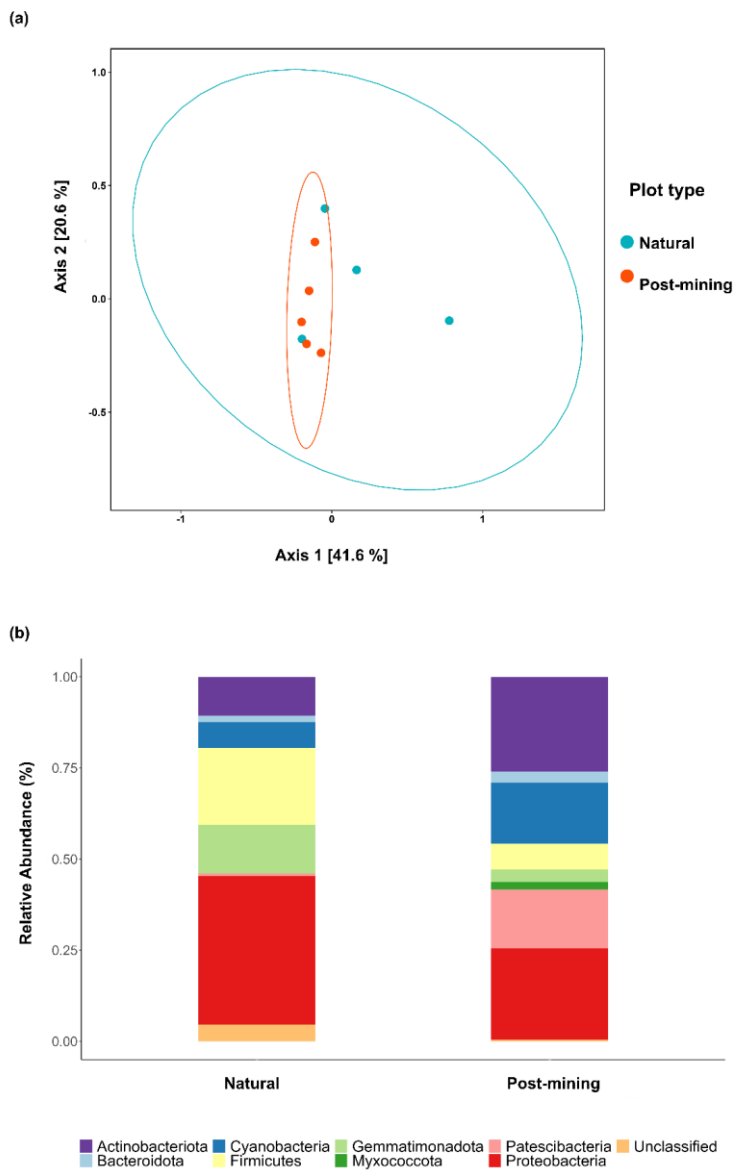 (a)
1.0
0.5
0.0
-0.5
Axis 2 [20.6 %]
-1
0
1
Axis 1 [41.6 %]
Plot type
Natural
Post-mining
(b)
1.00
0.75
0.50
0.25
0.00
Relative Abundance (%)
Natural Post-mining
Actinobacteriota Cyanobacteria Gemmatimonadota Patescibacteria Unclassified
Bacteroidota Firmicutes Myxococcota Proteobacteria